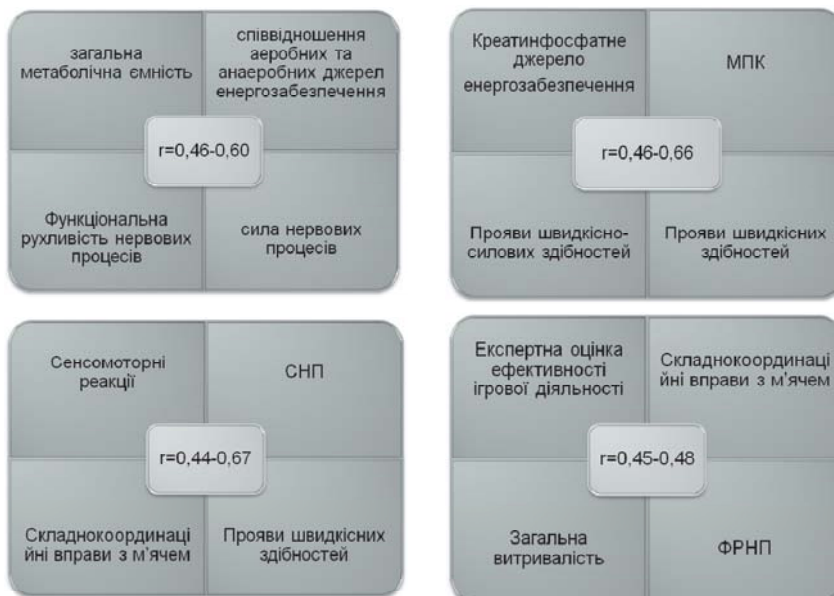 загальна
метаболічна ємність
співвідношення
аеробних та
анаеробних джерел
енергозабезпечення
r=0,46-0,60
Функціональна
рухливість нервових
процесів
сила нервових
процесів
Креатинфосфатне
джерело
енергозабезпечення
МПК
r=0,46-0,66
Прояви швидкісно-
силових здібностей
Прояви швидкісних
здібностей
Сенсомоторні
реакції
СНП
r=0,44-0,67
Складнокоординаці
йні вправи з м'ячем
Прояви швидкісних
здібностей
Експертна оцінка
ефективності
ігрової діяльності
Складнокоординаці
йні вправи з м'ячем
r=0,45-0,48
Загальна
витривалість
ФРНП